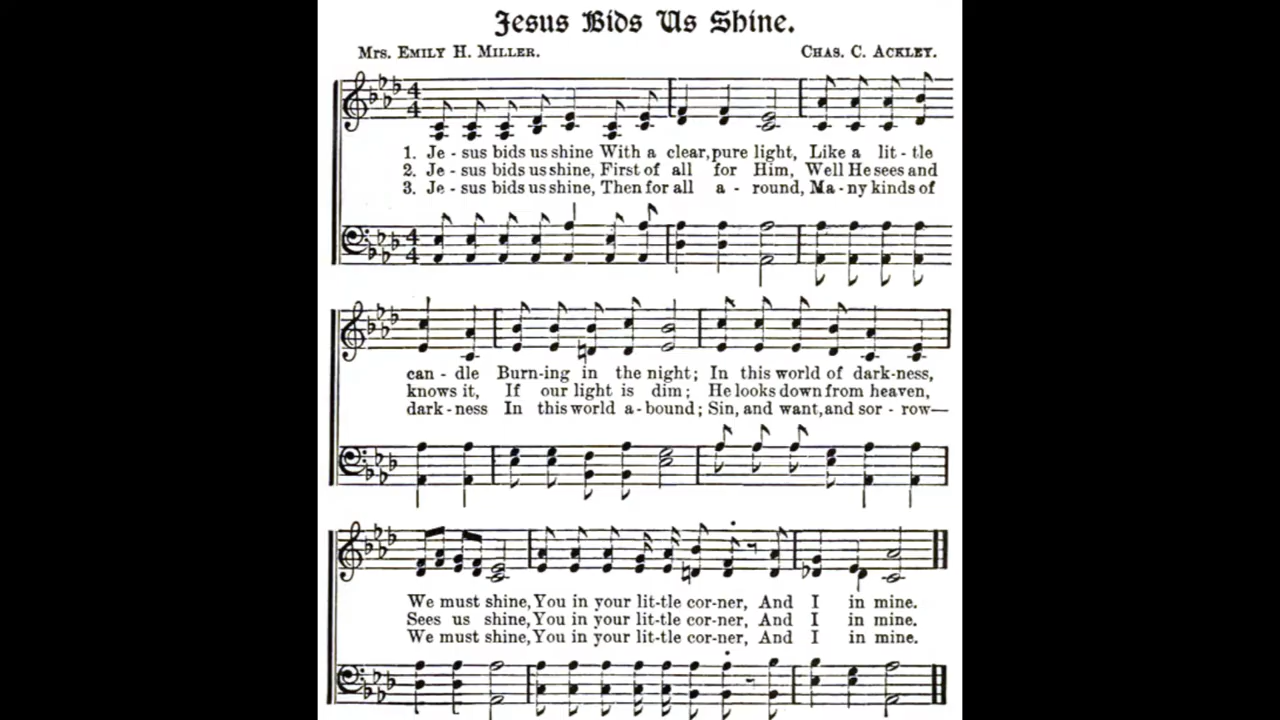 Jesus Bids Us Shine.
Mrs. Emily H. Miller. Chas. C. Ackley.
1. Je - sus bids us shine With a clear, pure light, Like a lit - tle
2. Je - sus bids us shine, First of all for Him, Well He sees and
3. Je - sus bids us shine, Then for all a - round, Ma - ny kinds of
can - dle Burn-ing in the night; In this world of dark-ness,
knows it, If our light is dim; He looks down from heaven,
dark - ness In this world a - bound; Sin, and want, and sor - row—
We must shine, You in your lit-tle cor-ner, And I in mine.
Sees us shine, You in your lit-tle cor-ner, And I in mine.
We must shine, You in your lit-tle cor-ner, And I in mine.